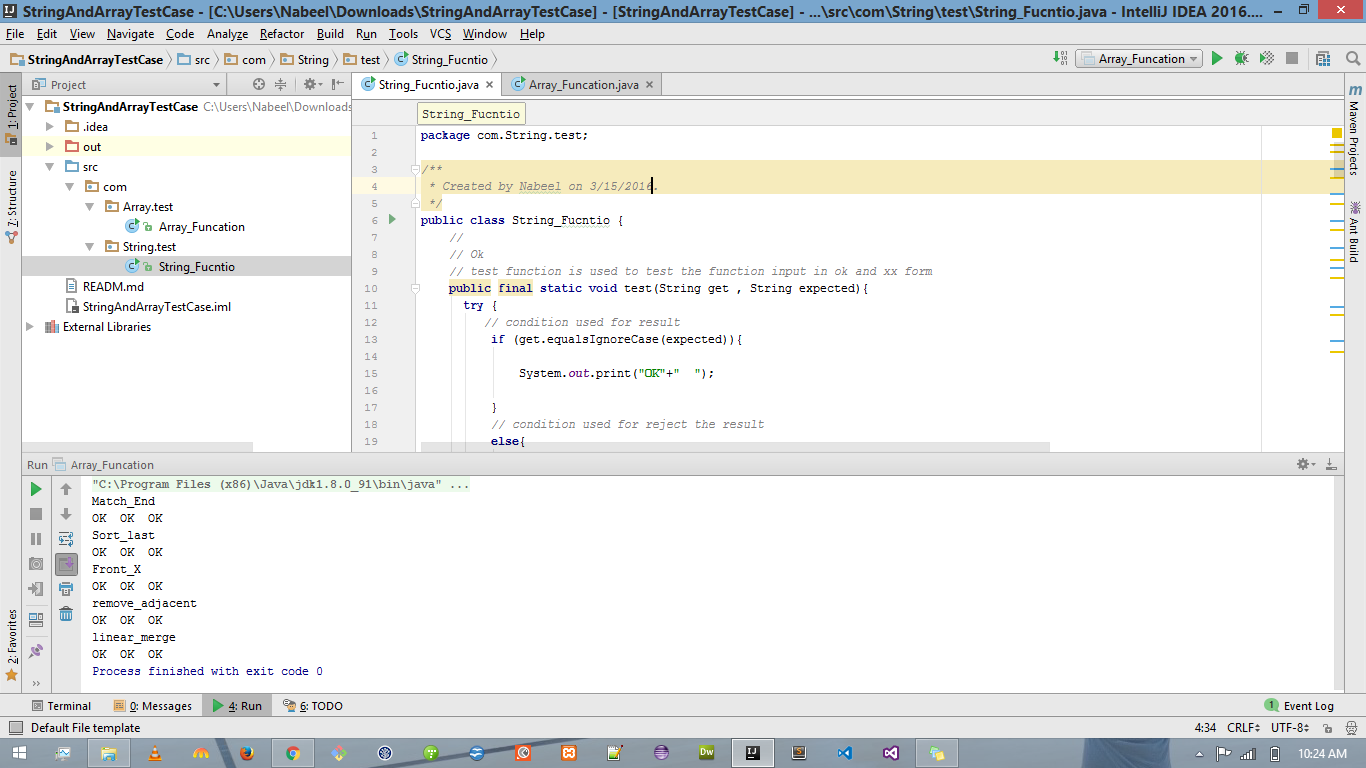 StringAndArrayTestCase - [C:\Users\Nabeel\Downloads\StringAndArrayTestCase] - [StringAndArrayTestCase] - ...\src\com\String\test\String_Fucntio.java - IntelliJ IDEA 2016....
File Edit View Navigate Code Analyze Refactor Build Run Tools VCS Window Help
StringAndArrayTestCase src com String test String_Fucntio Array_Funcation
Project String_Fucntio.java Array_Funcation.java
1: Project
7: Structure
2: Favorites
StringAndArrayTestCase C:\Users\Nabeel\Downloads
.idea
out
src
com
Array.test
Array_Funcation
String.test
String_Fucntio
READM.md
StringAndArrayTestCase.iml
External Libraries
String_Fucntio
1 package com.String.test;
2
3 /**
4 * Created by Nabeel on 3/15/2016.
5 */
6 public class String_Fucntio {
7 //
8 // Ok
9 // test function is used to test the function input in ok and xx form
10 public final static void test(String get , String expected){
11 try {
12 // condition used for result
13 if (get.equalsIgnoreCase(expected)){
14
15 System.out.print("OK"+"  ");
16
17 }
18 // condition used for reject the result
19 else{
Maven Projects
Ant Build
Run Array_Funcation
"C:\Program Files (x86)\Java\jdk1.8.0_91\bin\java" ...
Match_End
OK OK OK
Sort_last
OK OK OK
Front_X
OK OK OK
remove_adjacent
OK OK OK
linear_merge
OK OK OK
Process finished with exit code 0
Terminal 0: Messages 4: Run 6: TODO 1 Event Log
Default File template 4:34 CRLF UTF-8
Dw IJ S 10:24 AM